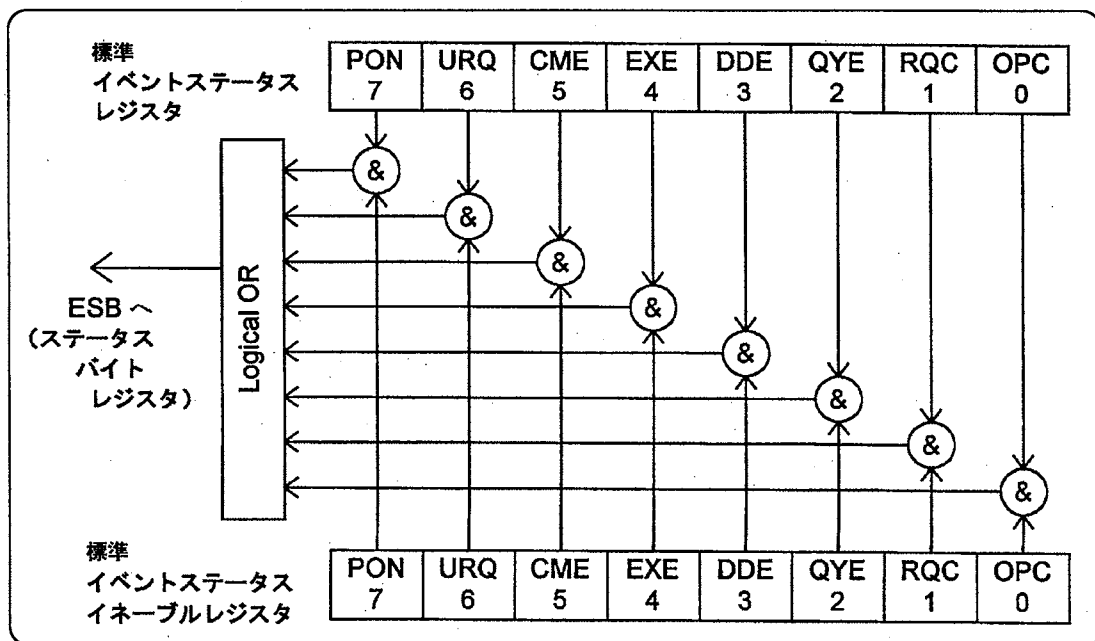 標準
イベントステータス
レジスタ
PON URQ CME EXE DDE QYE RQC OPC
7 6 5 4 3 2 1 0
&
&
&
&
&
&
&
&
Logical OR
ESB へ
(ステータス
バイト
レジスタ)
標準
イベントステータス
イネーブルレジスタ
PON URQ CME EXE DDE QYE RQC OPC
7 6 5 4 3 2 1 0